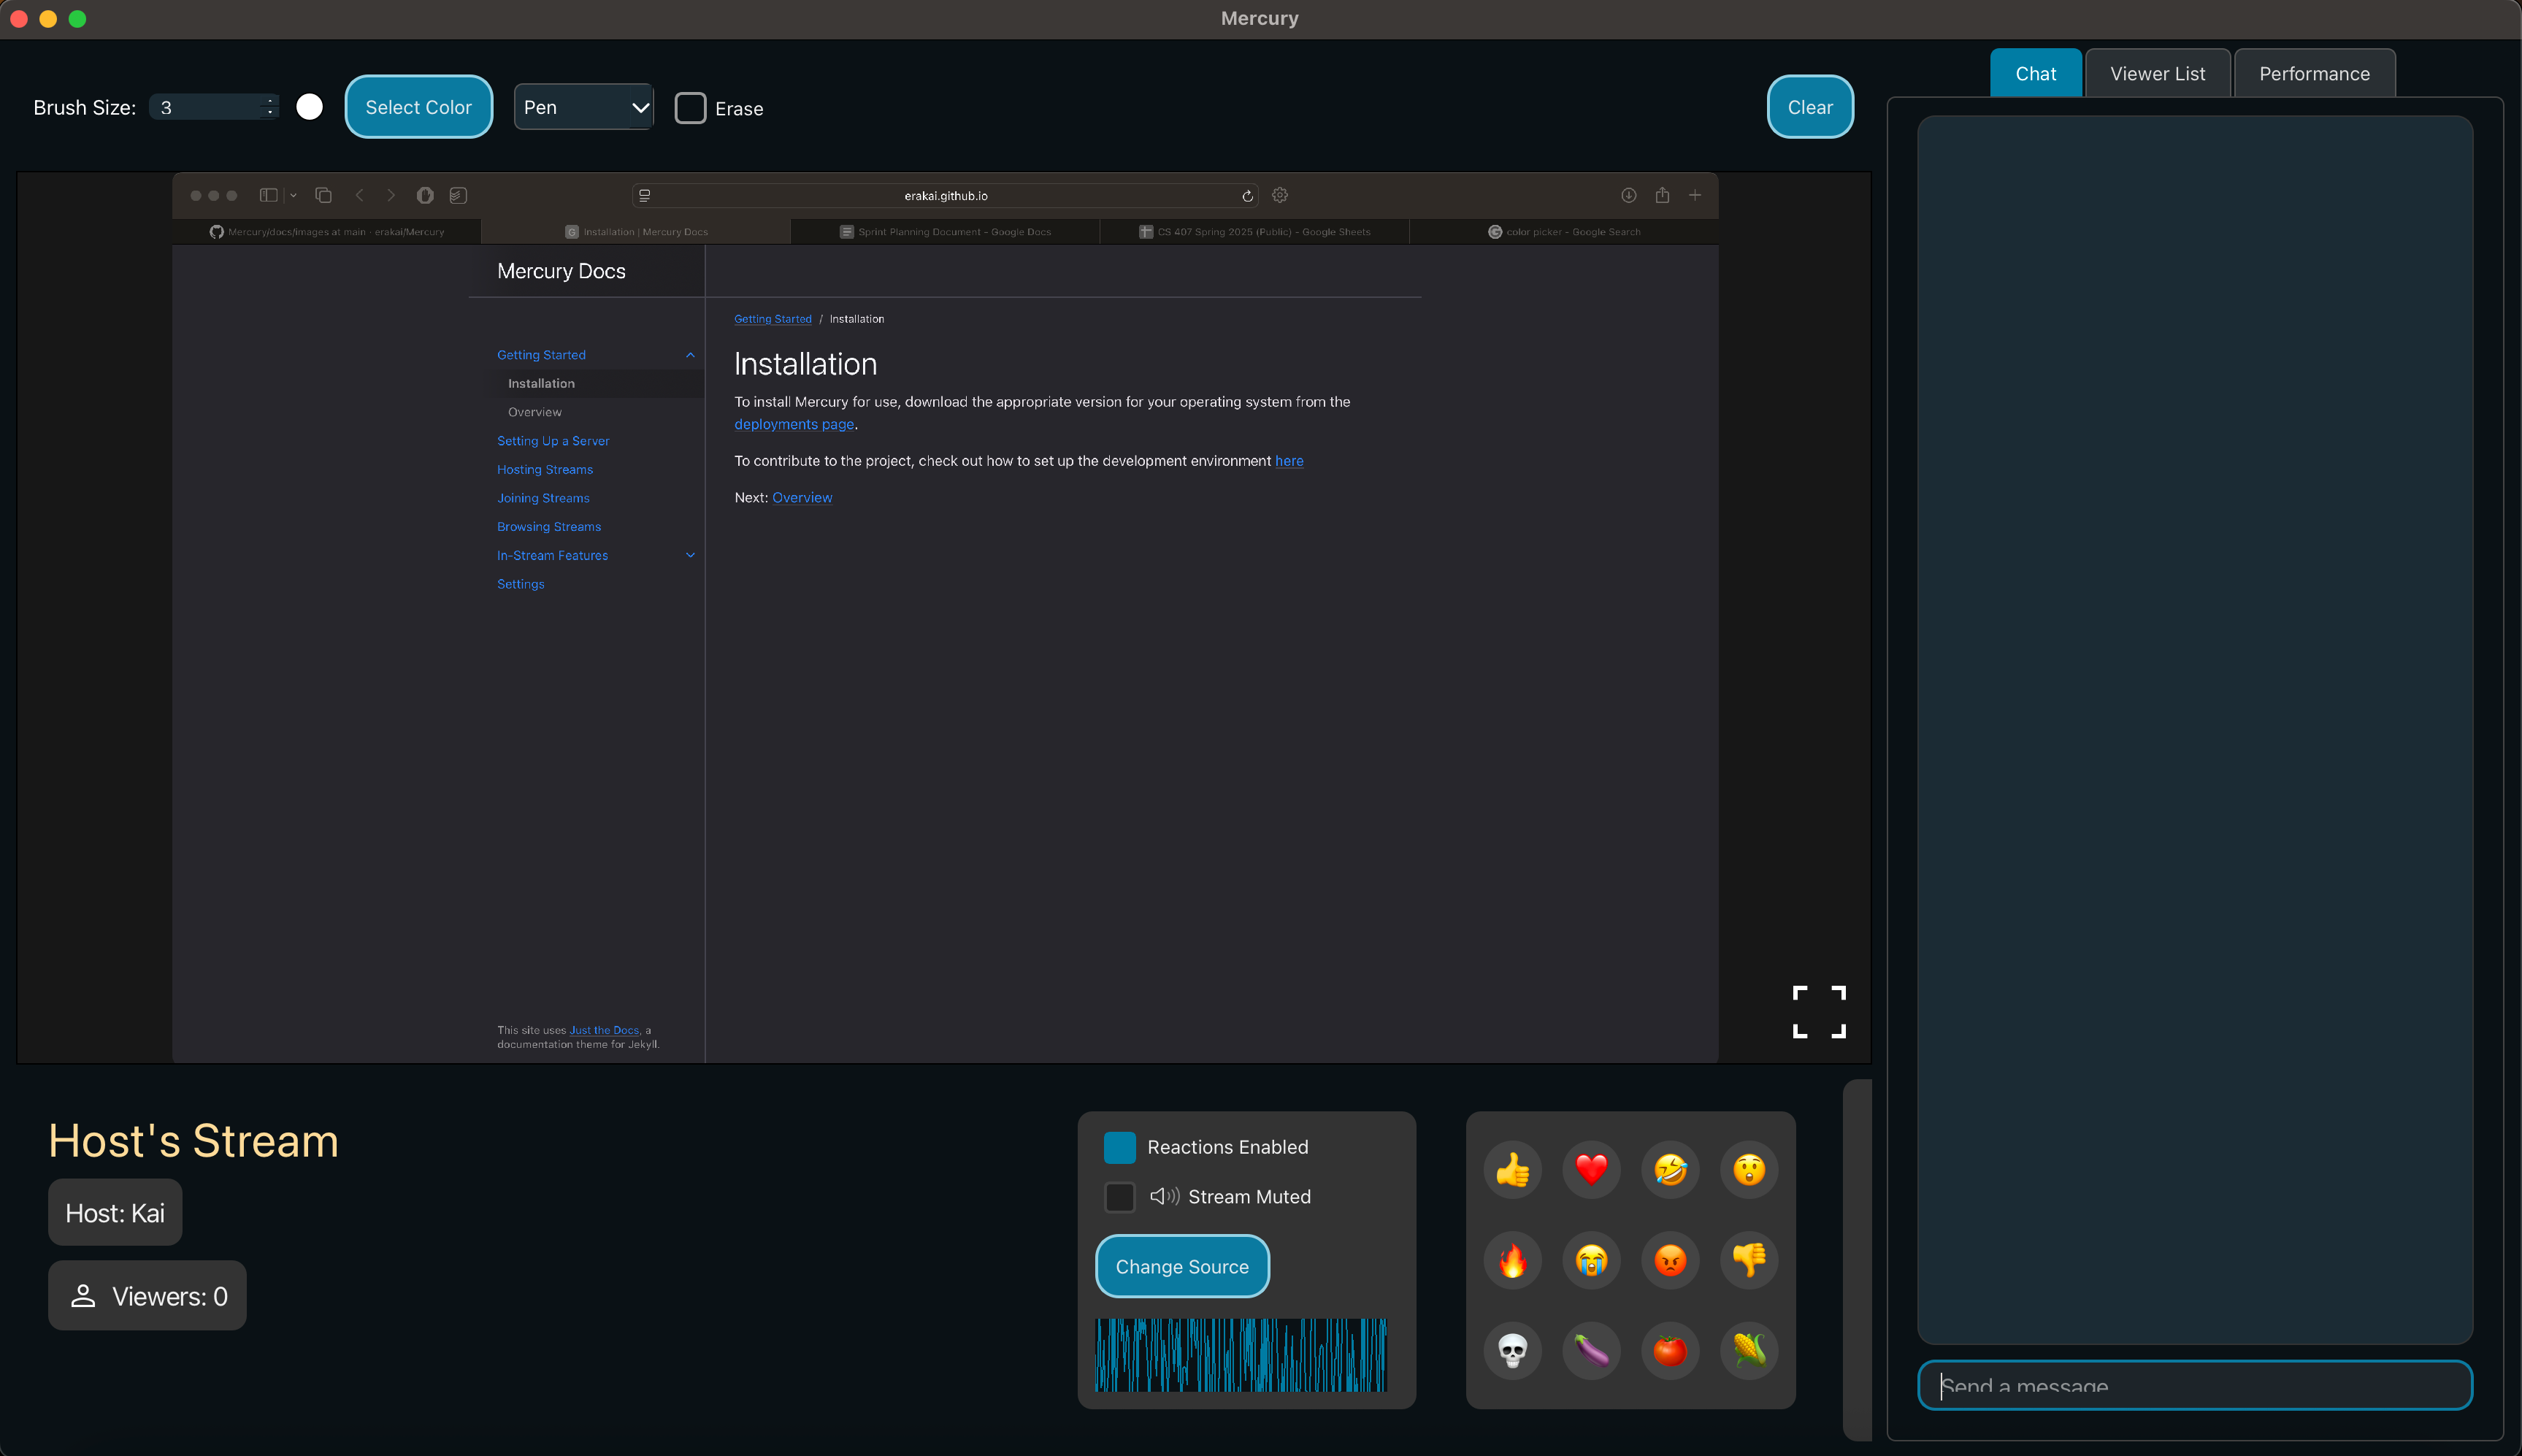 Mercury
Brush Size: 3 Select Color Pen Erase Clear
Chat Viewer List Performance
erakai.github.io
Mercury/docs/images at main · erakai/Mercury Installation | Mercury Docs Sprint Planning Document - Google Docs CS 407 Spring 2025 (Public) - Google Sheets color picker - Google Search
Mercury Docs
Getting Started
Installation
Overview
Setting Up a Server
Hosting Streams
Joining Streams
Browsing Streams
In-Stream Features
Settings
This site uses Just the Docs, a
documentation theme for Jekyll.
Getting Started / Installation
Installation
To install Mercury for use, download the appropriate version for your operating system from the
deployments page.
To contribute to the project, check out how to set up the development environment here
Next: Overview
Host's Stream
Host: Kai
Viewers: 0
Reactions Enabled
Stream Muted
Change Source
Send a message